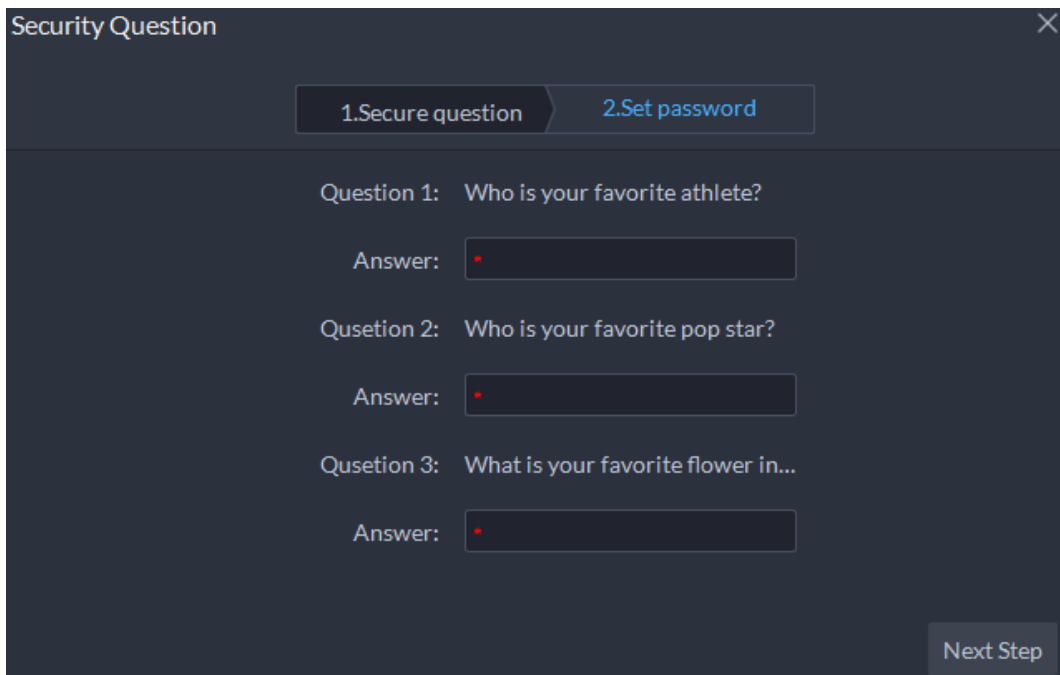 Security Question
1.Secure question
2.Set password
Question 1: Who is your favorite athlete?
Answer: *
Qusetion 2: Who is your favorite pop star?
Answer: *
Qusetion 3: What is your favorite flower in...
Answer: *
Next Step